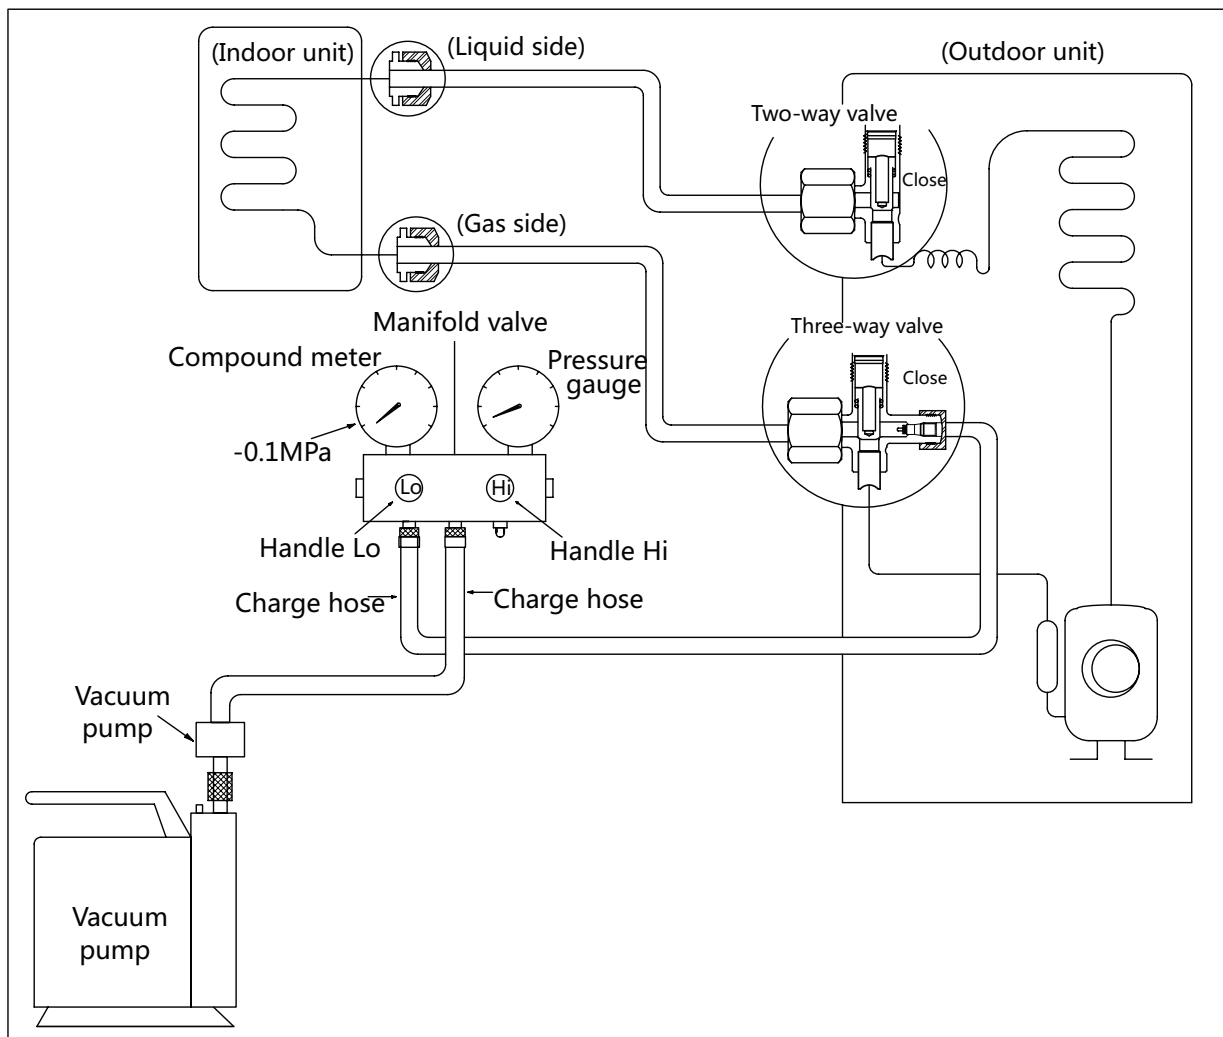 (Indoor unit)
(Liquid side)
(Outdoor unit)
Two-way valve
Close
(Gas side)
Manifold valve
Three-way valve
Compound meter
Pressure
gauge
Close
-0.1MPa
Lo
Hi
Handle Lo
Handle Hi
Charge hose
Charge hose
Vacuum
pump
Vacuum
pump